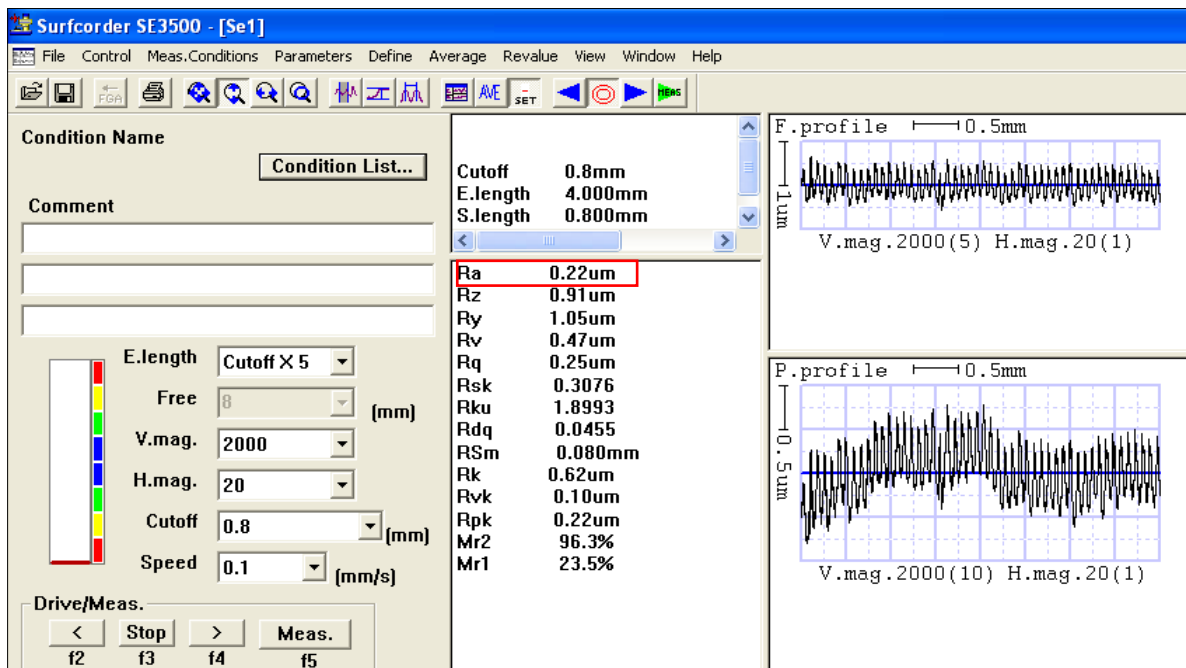 Surfcorder SE3500 - [Se1]
File Control Meas.Conditions Parameters Define Average Revalue View Window Help
FGA AVE SET MEAS
Condition Name
Condition List...
Comment
E.length Cutoff X 5
Free 8 (mm)
V.mag. 2000
H.mag. 20
Cutoff 0.8 (mm)
Speed 0.1 (mm/s)
Drive/Meas.
< Stop > Meas.
f2 f3 f4 f5
Cutoff 0.8mm
E.length 4.000mm
S.length 0.800mm
Ra 0.22um
Rz 0.91um
Ry 1.05um
Rv 0.47um
Rq 0.25um
Rsk 0.3076
Rku 1.8993
Rdq 0.0455
RSm 0.080mm
Rk 0.62um
Rvk 0.10um
Rpk 0.22um
Mr2 96.3%
Mr1 23.5%
F.profile 0.5mm
1um
V.mag.2000(5) H.mag.20(1)
P.profile 0.5mm
0.5um
V.mag.2000(10) H.mag.20(1)